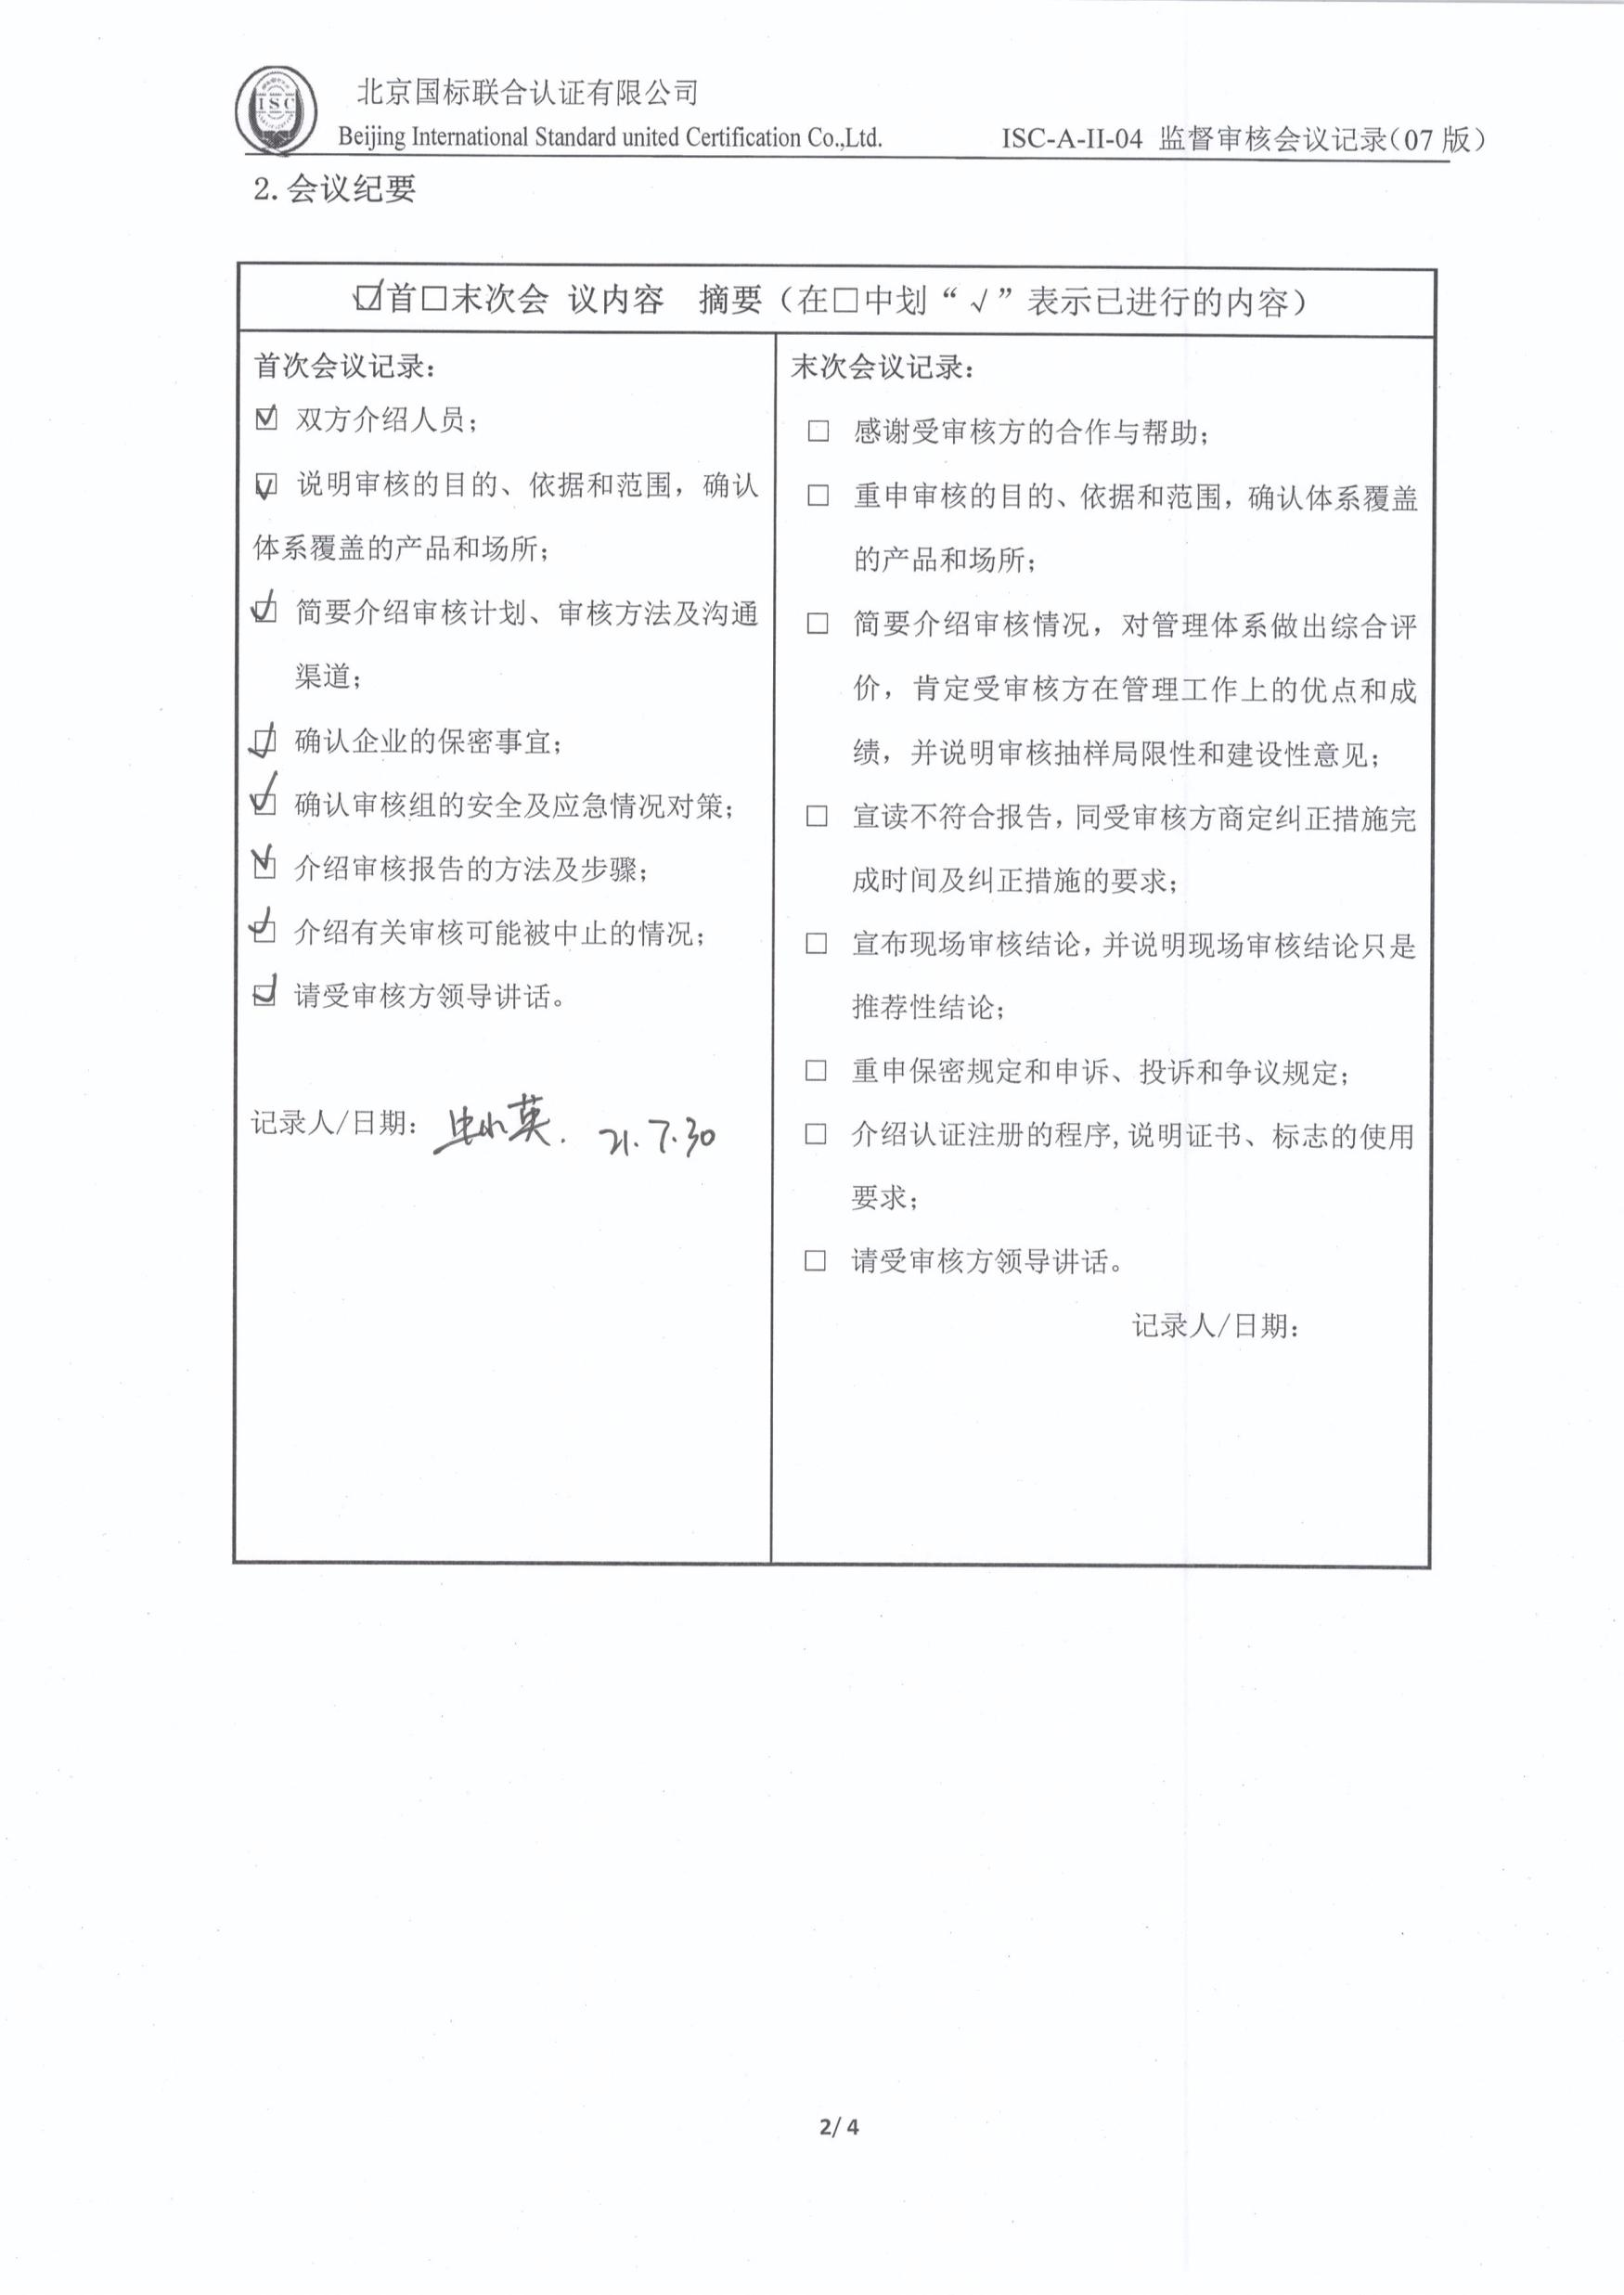 ISC
北京国标联合认证有限公司
Beijing International Standard united Certification Co.,Ltd.
ISC-A-II-04 监督审核会议记录(07 版)
2. 会议纪要
☑首□末次会 议内容 摘要（在□中划“√”表示已进行的内容）
首次会议记录：
☑ 双方介绍人员；
☑ 说明审核的目的、依据和范围，确认
体系覆盖的产品和场所；
☑ 简要介绍审核计划、审核方法及沟通
渠道；
☑ 确认企业的保密事宜；
☑ 确认审核组的安全及应急情况对策；
☑ 介绍审核报告的方法及步骤；
☑ 介绍有关审核可能被中止的情况；
☑ 请受审核方领导讲话。
记录人/日期： 21.7.30
末次会议记录：
□ 感谢受审核方的合作与帮助；
□ 重申审核的目的、依据和范围，确认体系覆盖
的产品和场所；
□ 简要介绍审核情况，对管理体系做出综合评
价，肯定受审核方在管理工作上的优点和成
绩，并说明审核抽样局限性和建设性意见；
□ 宣读不符合报告，同受审核方商定纠正措施完
成时间及纠正措施的要求；
□ 宣布现场审核结论，并说明现场审核结论只是
推荐性结论；
□ 重申保密规定和申诉、投诉和争议规定；
□ 介绍认证注册的程序,说明证书、标志的使用
要求；
□ 请受审核方领导讲话。
记录人/日期：
2/ 4